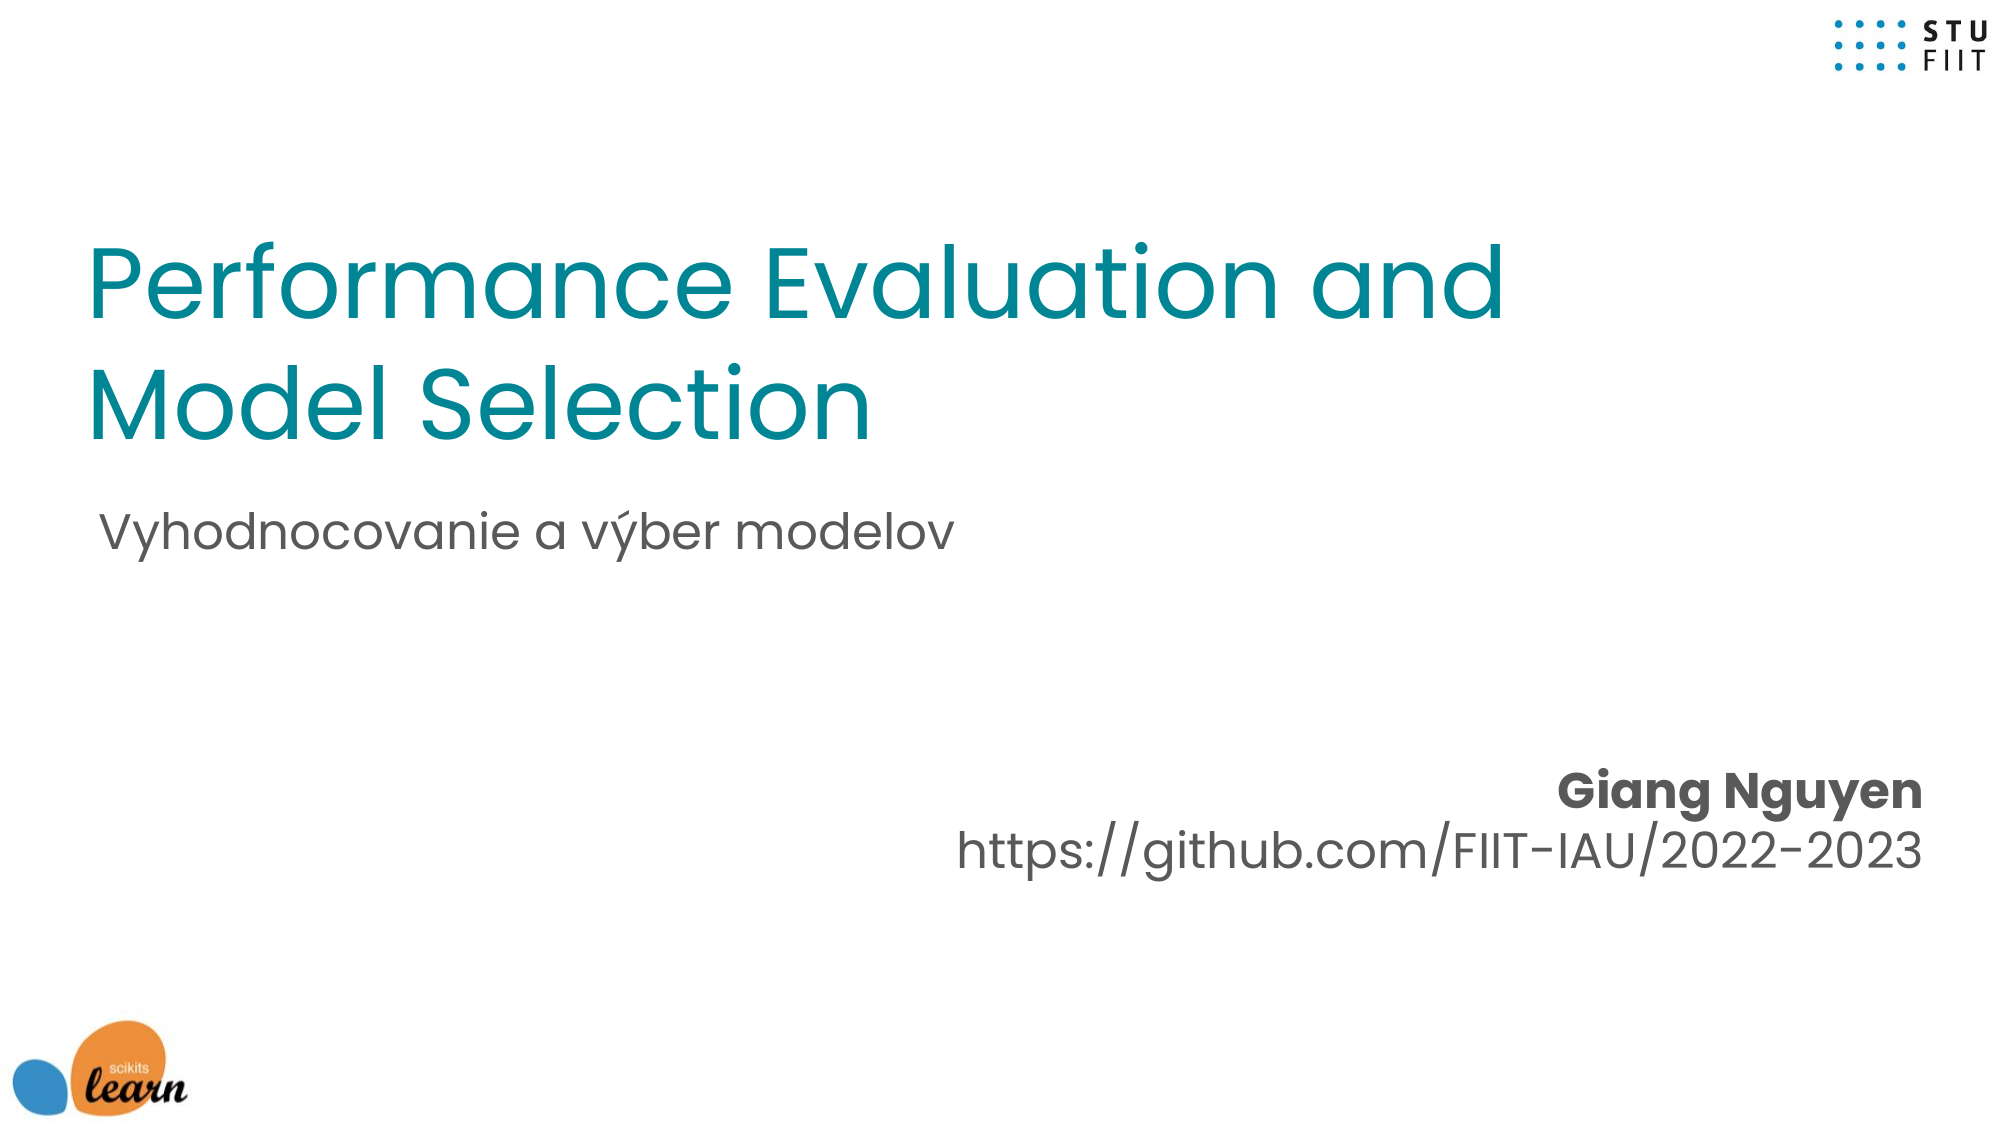 STU
FIIT
Performance Evaluation and
Model Selection
Vyhodnocovanie a výber modelov
Giang Nguyen
https://github.com/FIIT-IAU/2022-2023
scikits
learn